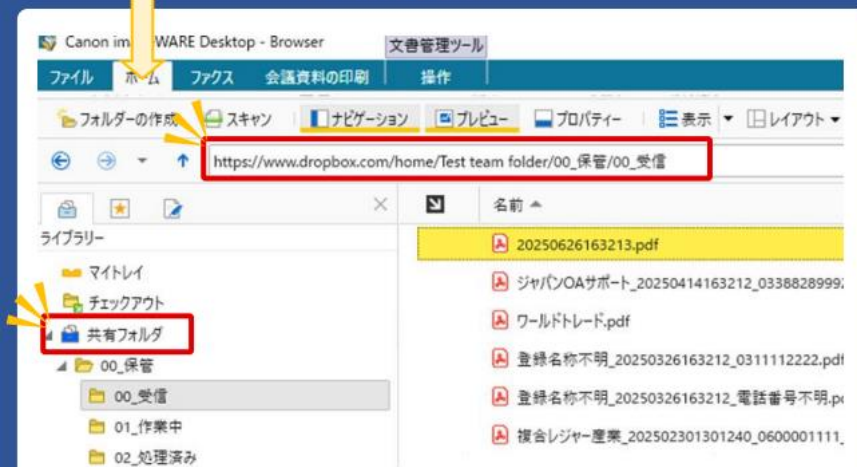 Canon im WARE Desktop - Browser
文書管理ツール
ファイル ホーム ファクス 会議資料の印刷 操作
フォルダーの作成 スキャン ナビゲーション プレビュー プロパティー 表示 レイアウト
https://www.dropbox.com/home/Test team folder/00_保管/00_受信
名前
ライブラリー
20250626163213.pdf
マイトレイ
ジャパンOAサポート_20250414163212_0338828999
チェックアウト
ワールドトレード.pdf
共有フォルダ
登録名称不明_20250326163212_0311112222.pdf
00_保管
登録名称不明_20250326163212_電話番号不明.p
00_受信
複合レジャー産業_202502301301240_0600001111_
01_作業中
02_処理済み